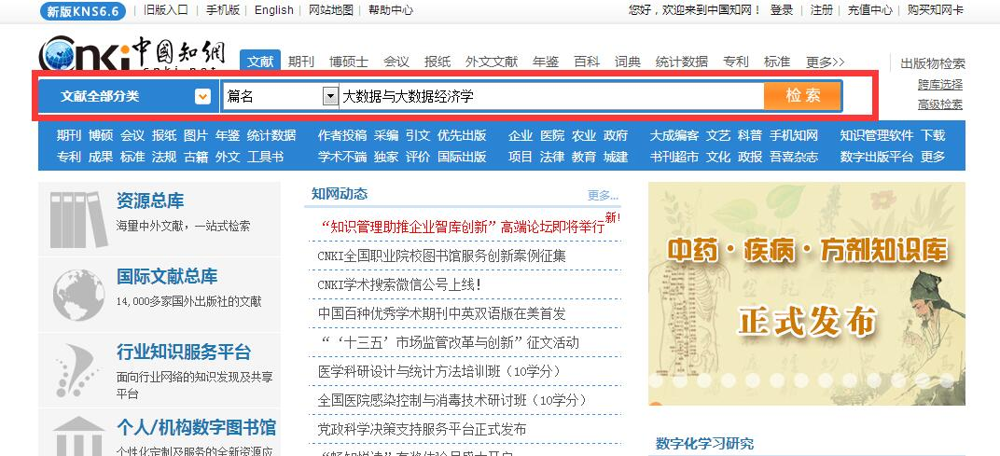 新版KNS6.6 | 旧版入口 | 手机版 | English | 网站地图 | 帮助中心
您好，欢迎来到中国知网！ 登录 | 注册 | 充值中心 | 购买知网卡
Cnki中國知網
cnki.net
文献 期刊 博硕士 会议 报纸 外文文献 年鉴 百科 词典 统计数据 专利 标准 更多>>
出版物检索
跨库选择
高级检索
文献全部分类 篇名 大数据与大数据经济学 检索
期刊 博硕 会议 报纸 图片 年鉴 统计数据 作者投稿 采编 引文 优先出版 企业 医院 农业 政府 大成编客 文艺 科普 手机知网 知识管理软件 下载
专利 成果 标准 法规 古籍 外文 工具书 学术不端 独家 评价 国际出版 项目 法律 教育 城建 书刊超市 文化 政报 吾喜杂志 数字出版平台 更多
资源总库
海量中外文献，一站式检索
国际文献总库
14,000多家国外出版社的文献
行业知识服务平台
面向行业网络的知识发现及共享
平台
个人/机构数字图书馆
个性化定制及服务的全新资源应
知网动态 更多...
“知识管理助推企业智库创新”高端论坛即将举行 新!
CNKI全国职业院校图书馆服务创新案例征集
CNKI学术搜索微信公号上线！
中国百种优秀学术期刊中英双语版在美首发
“‘十三五’市场监管改革与创新”征文活动
医学科研设计与统计方法培训班（10学分）
全国医院感染控制与消毒技术研讨班（10学分）
党政科学决策支持服务平台正式发布
中药·疾病·方剂知识库
正式发布
数字化学习研究